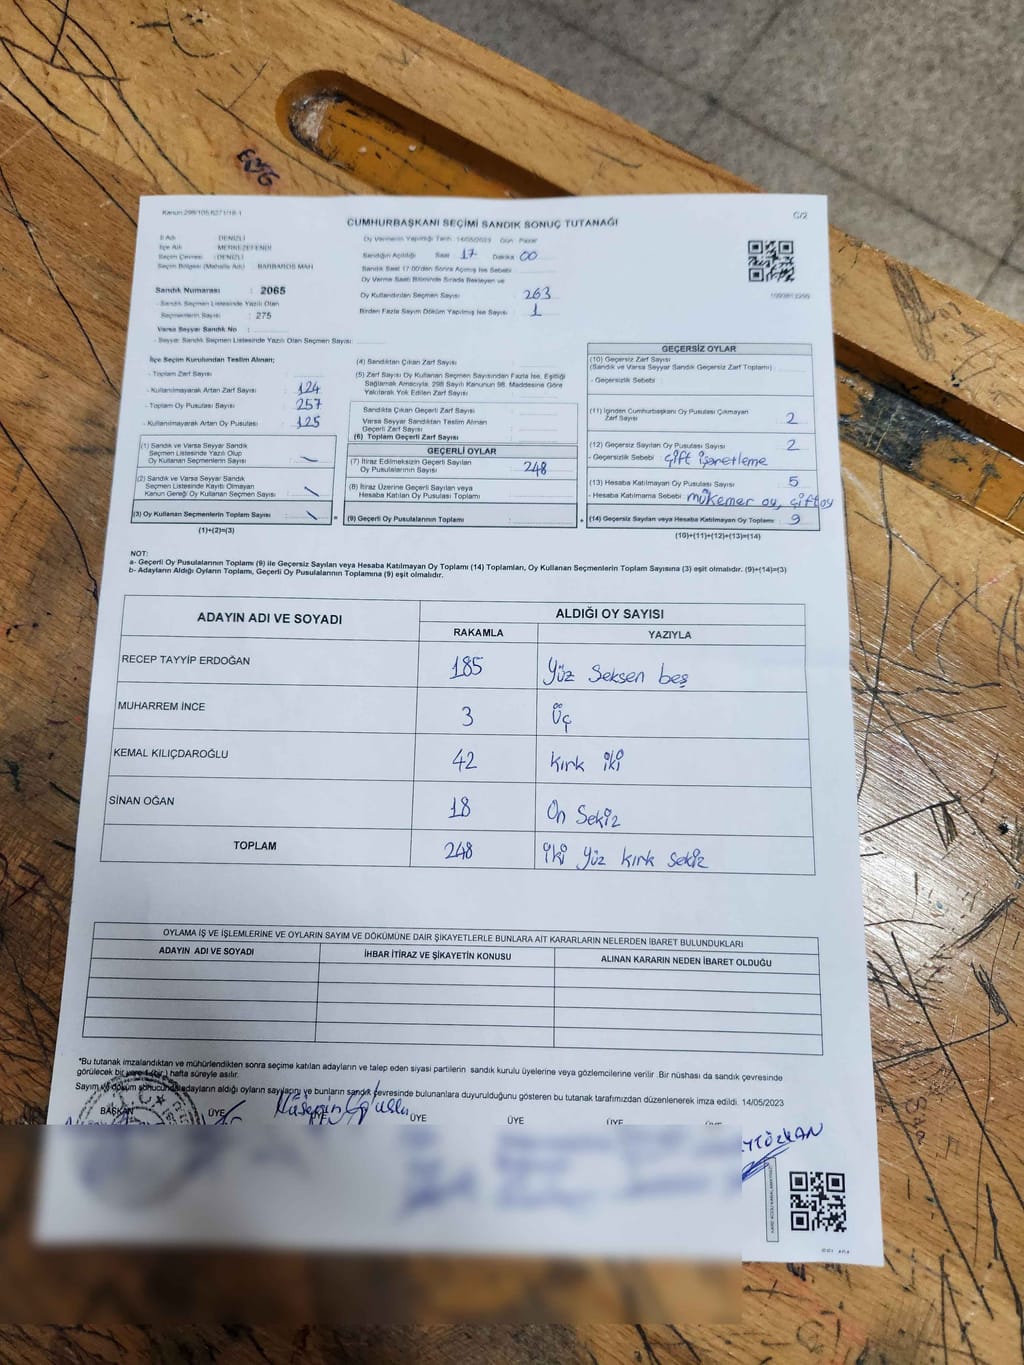 Kanun:298/105,6271/18-1
C/2
CUMHURBAŞKANI SEÇİMİ SANDIK SONUÇ TUTANAĞI
İl Adı : DENİZLİ
İlçe Adı : MERKEZEFENDİ
Seçim Çevresi : DENİZLİ
Seçim Bölgesi (Mahalle Adı) : BARBAROS MAH
Oy Vermenin Yapıldığı Tarih : 14/05/2023 Gün : Pazar
Sandığın Açıldığı Saat 17 Dakika 00
Sandık Saat 17:00'den Sonra Açılmış İse Sebebi :
Oy Verme Saati Bitiminde Sırada Bekleyen ve
Oy Kullandırılan Seçmen Sayısı : 263
Birden Fazla Sayım Döküm Yapılmış İse Sayısı : 1
Sandık Numarası : 2065
- Sandık Seçmen Listesinde Yazılı Olan
Seçmenlerin Sayısı : 275
Varsa Seyyar Sandık No :
- Seyyar Sandık Seçmen Listesinde Yazılı Olan Seçmen Sayısı:
İlçe Seçim Kurulundan Teslim Alınan;
- Toplam Zarf Sayısı :
- Kullanılmayarak Artan Zarf Sayısı : 124
- Toplam Oy Pusulası Sayısı : 257
- Kullanılmayarak Artan Oy Pusulası : 125
(1) Sandık ve Varsa Seyyar Sandık
Seçmen Listesinde Yazılı Olup
Oy Kullanan Seçmenlerin Sayısı :
(2) Sandık ve Varsa Seyyar Sandık
Seçmen Listesinde Kayıtlı Olmayan
Kanun Gereği Oy Kullanan Seçmen Sayısı :
(3) Oy Kullanan Seçmenlerin Toplam Sayısı :
(1)+(2)=(3)
(4) Sandıktan Çıkan Zarf Sayısı :
(5) Zarf Sayısı Oy Kullanan Seçmen Sayısından Fazla İse, Eşitliği
Sağlamak Amacıyla; 298 Sayılı Kanunun 98. Maddesine Göre
Yakılarak Yok Edilen Zarf Sayısı :
Sandıkta Çıkan Geçerli Zarf Sayısı :
Varsa Seyyar Sandıktan Teslim Alınan
Geçerli Zarf Sayısı :
(6) Toplam Geçerli Zarf Sayısı :
GEÇERLİ OYLAR
(7) İtiraz Edilmeksizin Geçerli Sayılan
Oy Pusulalarının Sayısı : 248
(8) İtiraz Üzerine Geçerli Sayılan veya
Hesaba Katılan Oy Pusulası Toplamı :
(9) Geçerli Oy Pusulalarının Toplamı :
GEÇERSİZ OYLAR
(10) Geçersiz Zarf Sayısı
(Sandık ve Varsa Seyyar Sandık Geçersiz Zarf Toplamı) :
- Geçersizlik Sebebi :
(11) İçinden Cumhurbaşkanı Oy Pusulası Çıkmayan
Zarf Sayısı : 2
(12) Geçersiz Sayılan Oy Pusulası Sayısı : 2
- Geçersizlik Sebebi : çift işaretleme
(13) Hesaba Katılmayan Oy Pusulası Sayısı : 5
- Hesaba Katılmama Sebebi : mükemer oy, çift oy
(14) Geçersiz Sayılan veya Hesaba Katılmayan Oy Toplamı : 9
(10)+(11)+(12)+(13)=(14)
NOT:
a- Geçerli Oy Pusulalarının Toplamı (9) ile Geçersiz Sayılan veya Hesaba Katılmayan Oy Toplamı (14) Toplamları, Oy Kullanan Seçmenlerin Toplam Sayısına (3) eşit olmalıdır. (9)+(14)=(3)
b- Adayların Aldığı Oyların Toplamı, Geçerli Oy Pusulalarının Toplamına (9) eşit olmalıdır.
ADAYIN ADI VE SOYADI
ALDIĞI OY SAYISI
RAKAMLA
YAZIYLA
RECEP TAYYİP ERDOĞAN 185 Yüz Seksen beş
MUHARREM İNCE 3 Üç
KEMAL KILIÇDAROĞLU 42 Kırk iki
SİNAN OĞAN 18 On Sekiz
TOPLAM 248 iki Yüz Kırk Sekiz
OYLAMA İŞ VE İŞLEMLERİNE VE OYLARIN SAYIM VE DÖKÜMÜNE DAİR ŞİKAYETLERLE BUNLARA AİT KARARLARIN NELERDEN İBARET BULUNDUKLARI
ADAYIN ADI VE SOYADI
İHBAR İTİRAZ VE ŞİKAYETİN KONUSU
ALINAN KARARIN NEDEN İBARET OLDUĞU
*Bu tutanak imzalandıktan ve mühürlendikten sonra seçime katılan adayların ve talep eden siyasi partilerin sandık kurulu üyelerine veya gözlemcilerine verilir .Bir nüshası da sandık çevresinde
görülecek bir yere 1 (bir ) hafta süreyle asılır.
Sayım ve döküm sonucunda adayların aldığı oyların sayılarını ve bunların sandık çevresinde bulunanlara duyurulduğunu gösteren bu tutanak tarafımızdan düzenlenerek imza edildi. 14/05/2023
BAŞKAN ÜYE ÜYE ÜYE ÜYE ÜYE ÜYE